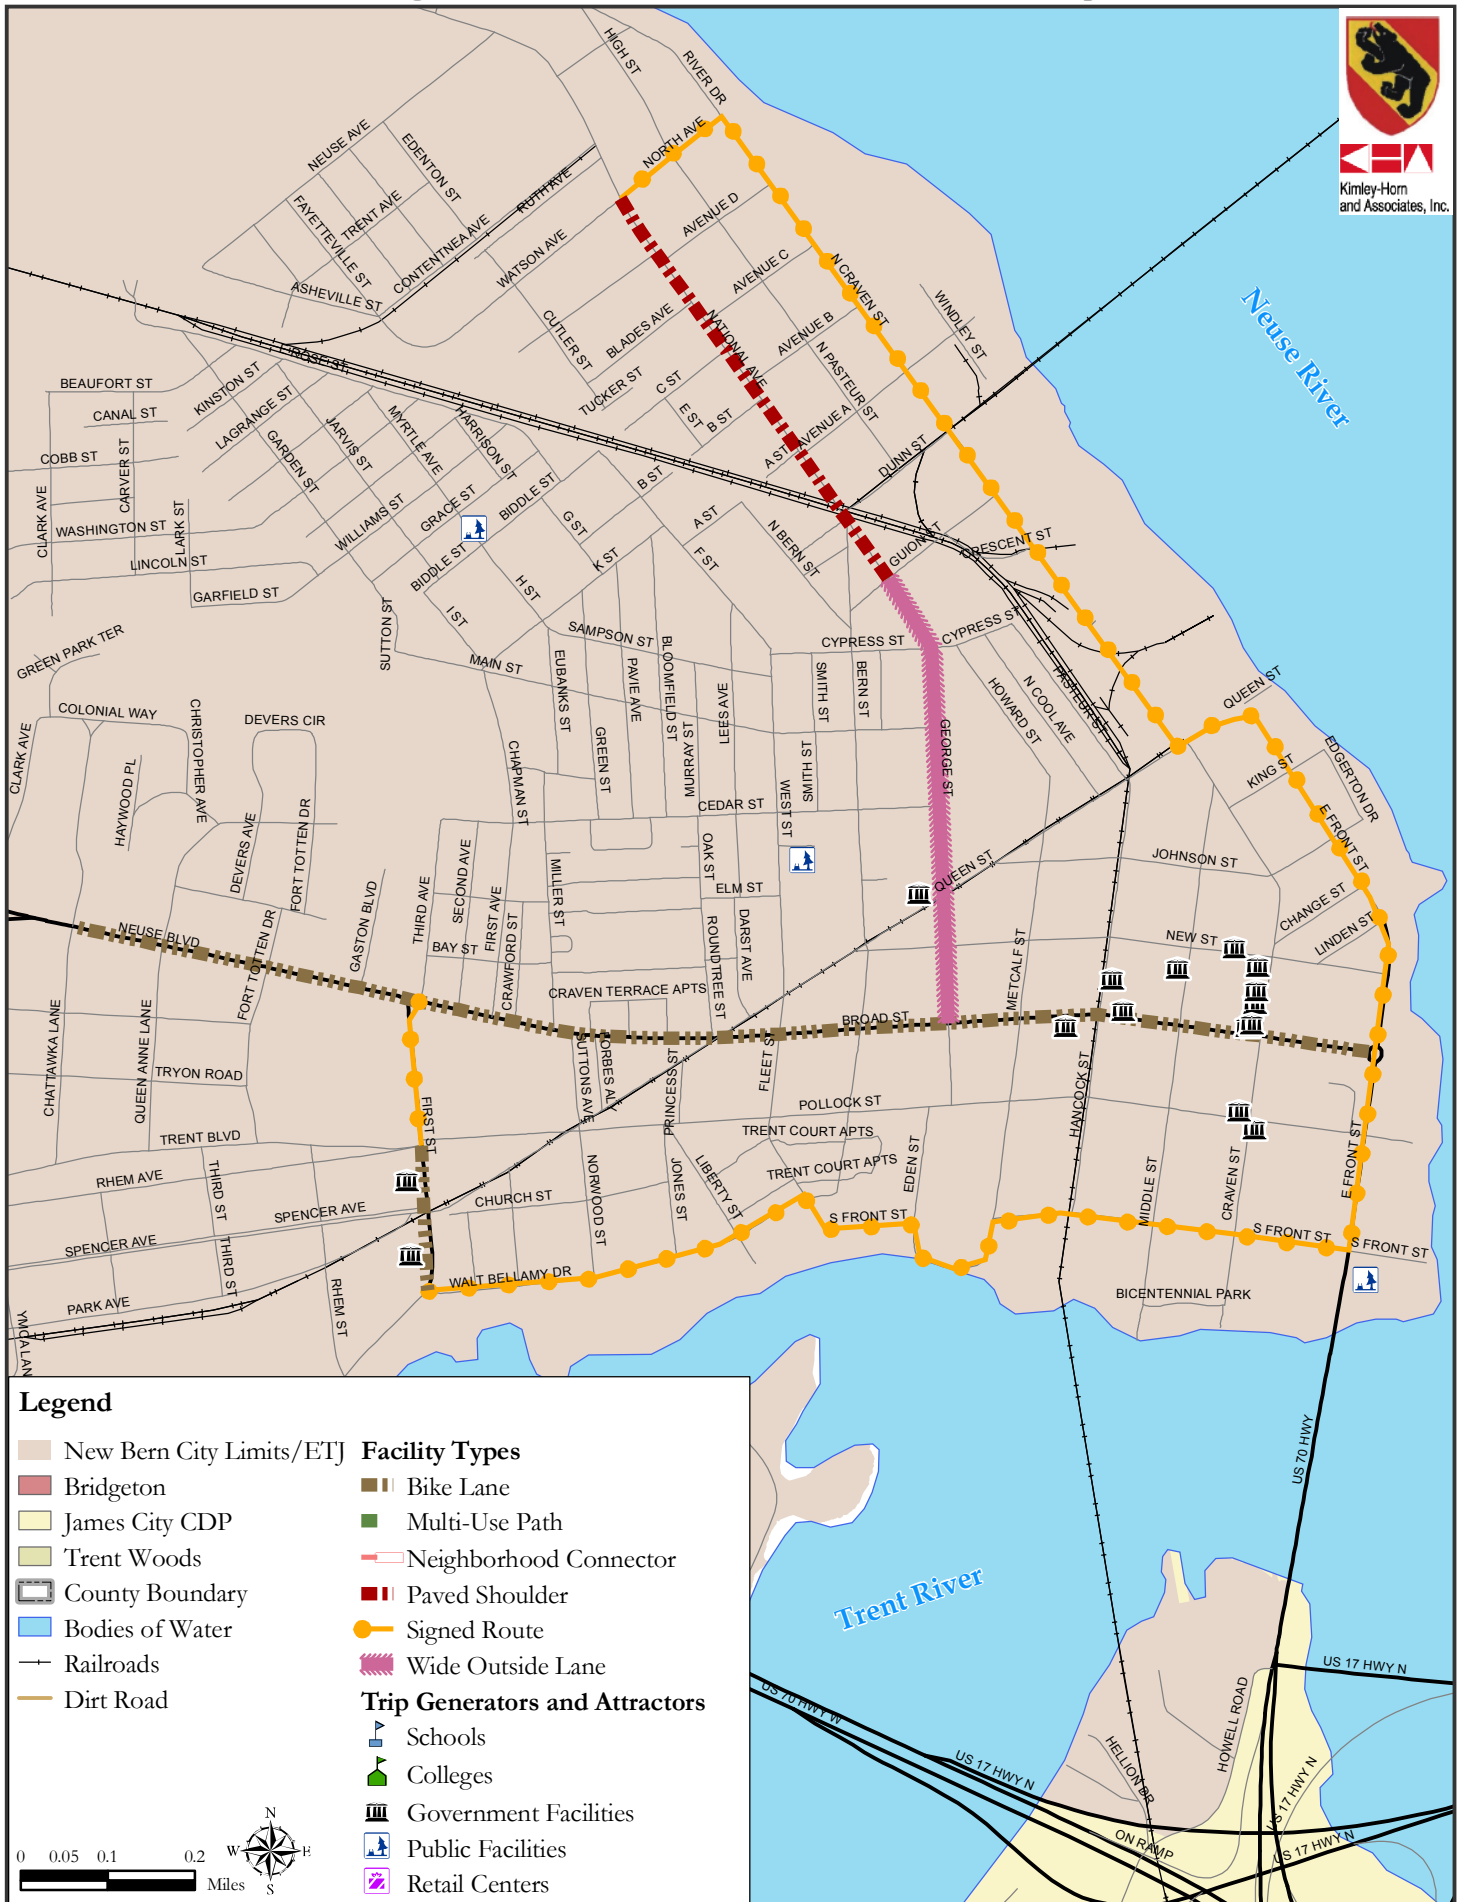 HIGH ST
RIVER DR
Kimley-Horn
and Associates, Inc.
NEUSE AVE
EDENTON ST
NORTH AVE
RUTH AVE
TRENT AVE
FAYETTEVILLE ST
CONTENTNEA AVE
WATSON AVE
AVENUE D
ASHEVILLE ST
AVENUE C
N CRAVEN ST
WINDLEY ST
Neuse River
CUTLER ST
BLADES AVE
NATIONAL AVE
AVENUE B
N PASTEUR ST
ROSE ST
BEAUFORT ST
KINSTON ST
TUCKER ST
C ST
E ST
B ST
CANAL ST
LAGRANGE ST
JARVIS ST
MYRTLE AVE
HARRISON ST
A ST
AVENUE A
DUNN ST
COBB ST
CARVER ST
GARDEN ST
BIDDLE ST
B ST
CLARK AVE
WASHINGTON ST
LARK ST
WILLIAMS ST
GRACE ST
G ST
A ST
N BERN ST
GUION ST
CRESCENT ST
LINCOLN ST
BIDDLE ST
K ST
F ST
GARFIELD ST
H ST
I ST
SUTTON ST
GREEN PARK TER
MAIN ST
SAMPSON ST
CYPRESS ST
CYPRESS ST
EUBANKS ST
PAVIE AVE
BLOOMFIELD ST
LEES AVE
SMITH ST
BERN ST
HOWARD ST
N COOL AVE
PASTEUR ST
QUEEN ST
COLONIAL WAY
CHRISTOPHER AVE
DEVERS CIR
CLARK AVE
HAYWOOD PL
CHAPMAN ST
GREEN ST
MURRAY ST
SMITH ST
WEST ST
GEORGE ST
EDGERTON DR
KING ST
DEVERS AVE
FORT TOTTEN DR
CEDAR ST
E FRONT ST
THIRD AVE
SECOND AVE
FIRST AVE
MILLER ST
OAK ST
ELM ST
QUEEN ST
JOHNSON ST
CHANGE ST
LINDEN ST
NEUSE BLVD
FORT TOTTEN DR
GASTON BLVD
BAY ST
CRAWFORD ST
ROUNDTREE ST
DARST AVE
NEW ST
METCALF ST
CRAVEN TERRACE APTS
BROAD ST
CHATTAWKA LANE
QUEEN ANNE LANE
TRYON ROAD
SUTTONS AVE
FORBES ALY
PRINCESS ST
FLEET ST
HANCOCK ST
FIRST ST
POLLOCK ST
TRENT BLVD
TRENT COURT APTS
TRENT COURT APTS
RHEM AVE
THIRD ST
NORWOOD ST
JONES ST
LIBERTY ST
EDEN ST
MIDDLE ST
CRAVEN ST
E FRONT ST
SPENCER AVE
CHURCH ST
S FRONT ST
S FRONT ST
S FRONT ST
SPENCER AVE
THIRD ST
WALT BELLAMY DR
PARK AVE
RHEM ST
BICENTENNIAL PARK
YMCA LAN
Legend
New Bern City Limits/ETJ
Bridgeton
James City CDP
Trent Woods
County Boundary
Bodies of Water
Railroads
Dirt Road
Facility Types
Bike Lane
Multi-Use Path
Neighborhood Connector
Paved Shoulder
Signed Route
Wide Outside Lane
Trip Generators and Attractors
Schools
Colleges
Government Facilities
Public Facilities
Retail Centers
0 0.05 0.1 0.2
Miles
N
W
E
S
US 70 HWY
Trent River
US 17 HWY N
US 70 HWY W
US 17 HWY N
HELLION DR
HOWELL ROAD
US 17 HWY N
ON RAMP
US 17 HWY N